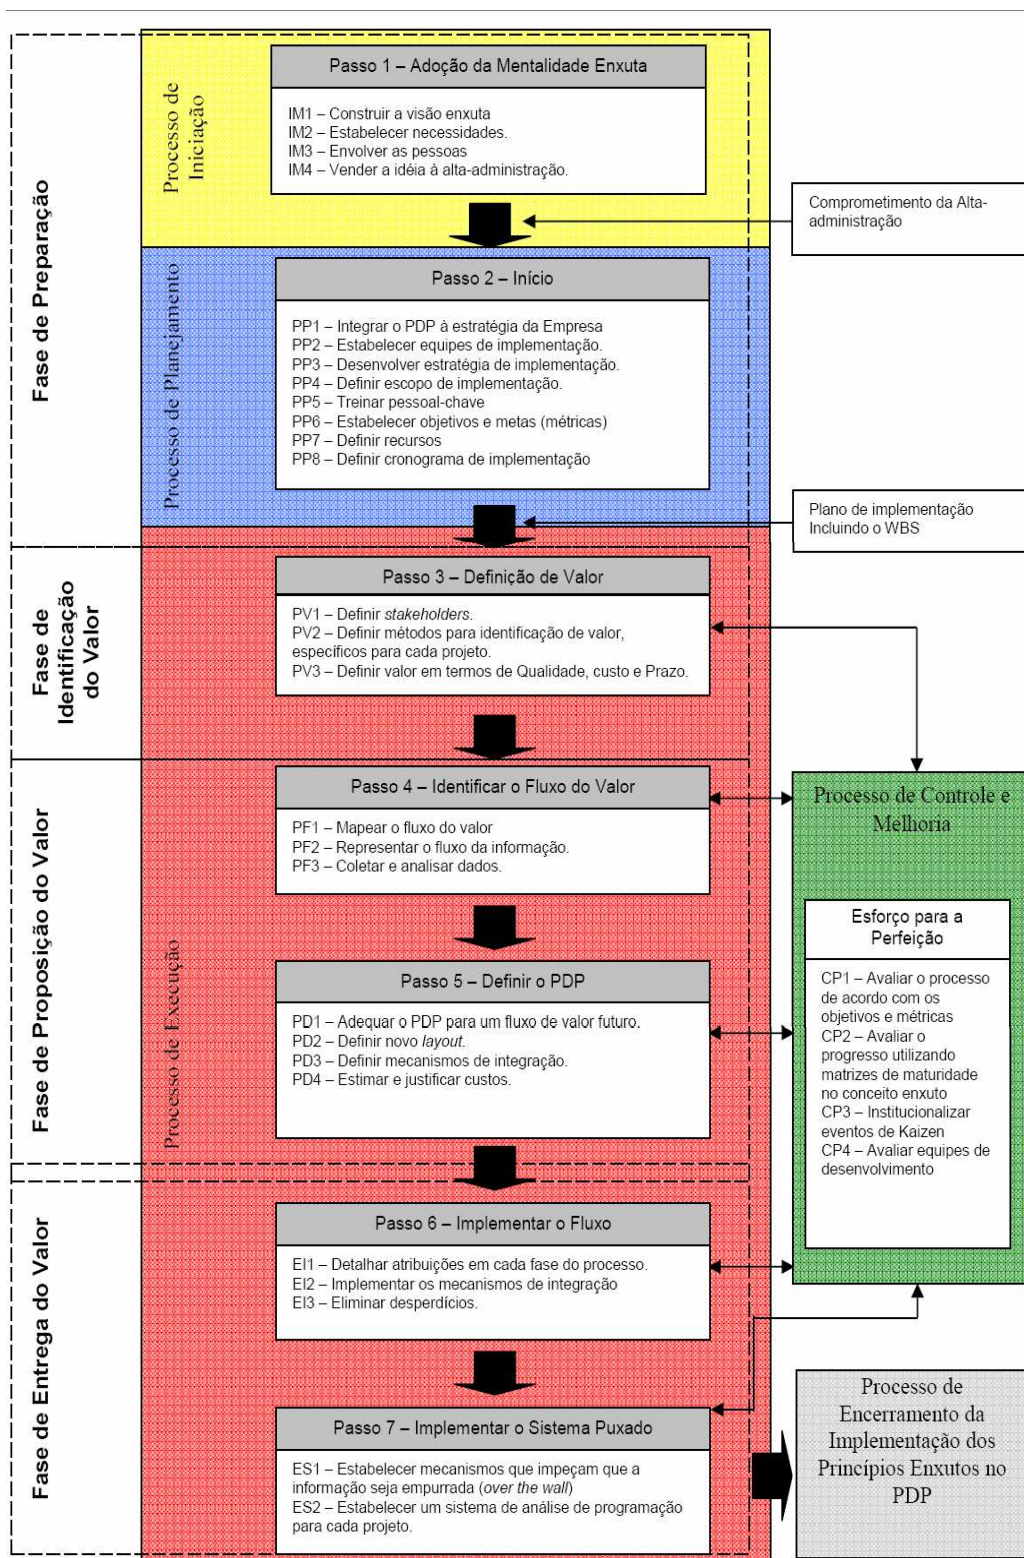 Fase de Preparação
Processo de
Iniciação
Passo 1 – Adoção da Mentalidade Enxuta
IM1 – Construir a visão enxuta
IM2 – Estabelecer necessidades.
IM3 – Envolver as pessoas
IM4 – Vender a idéia à alta-administração.
Comprometimento da Alta-
administração
Processo de Planejamento
Passo 2 – Início
PP1 – Integrar o PDP à estratégia da Empresa
PP2 – Estabelecer equipes de implementação.
PP3 – Desenvolver estratégia de implementação.
PP4 – Definir escopo de implementação.
PP5 – Treinar pessoal-chave
PP6 – Estabelecer objetivos e metas (métricas)
PP7 – Definir recursos
PP8 – Definir cronograma de implementação
Plano de implementação
Incluindo o WBS
Fase de
Identificação
do Valor
Passo 3 – Definição de Valor
PV1 – Definir stakeholders.
PV2 – Definir métodos para identificação de valor,
específicos para cada projeto.
PV3 – Definir valor em termos de Qualidade, custo e Prazo.
Fase de Proposição do Valor
Processo de Execução
Passo 4 – Identificar o Fluxo do Valor
PF1 – Mapear o fluxo do valor
PF2 – Representar o fluxo da informação.
PF3 – Coletar e analisar dados.
Passo 5 – Definir o PDP
PD1 – Adequar o PDP para um fluxo de valor futuro.
PD2 – Definir novo layout.
PD3 – Definir mecanismos de integração.
PD4 – Estimar e justificar custos.
Processo de Controle e
Melhoria
Esforço para a
Perfeição
CP1 – Avaliar o processo
de acordo com os
objetivos e métricas
CP2 – Avaliar o
progresso utilizando
matrizes de maturidade
no conceito enxuto
CP3 – Institucionalizar
eventos de Kaizen
CP4 – Avaliar equipes de
desenvolvimento
Fase de Entrega do Valor
Passo 6 – Implementar o Fluxo
EI1 – Detalhar atribuições em cada fase do processo.
EI2 – Implementar os mecanismos de integração
EI3 – Eliminar desperdícios.
Passo 7 – Implementar o Sistema Puxado
ES1 – Estabelecer mecanismos que impeçam que a
informação seja empurrada (over the wall)
ES2 – Estabelecer um sistema de análise de programação
para cada projeto.
Processo de
Encerramento da
Implementação dos
Princípios Enxutos no
PDP